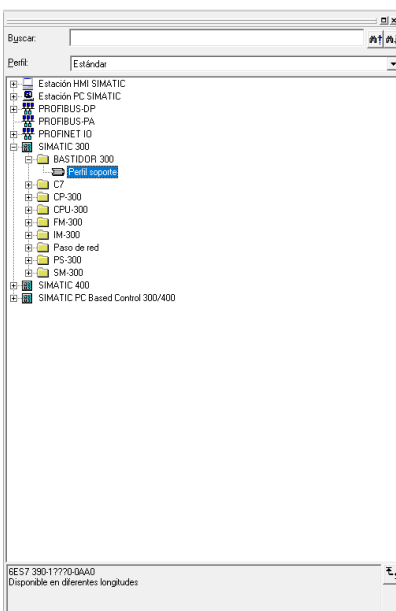 Buscar:
Perfil: Estándar
Estación HMI SIMATIC
Estación PC SIMATIC
PROFIBUS-DP
PROFIBUS-PA
PROFINET IO
SIMATIC 300
BASTIDOR 300
Perfil soporte
C7
CP-300
CPU-300
FM-300
IM-300
Paso de red
PS-300
SM-300
SIMATIC 400
SIMATIC PC Based Control 300/400
6ES7 390-1???0-0AA0
Disponible en diferentes longitudes